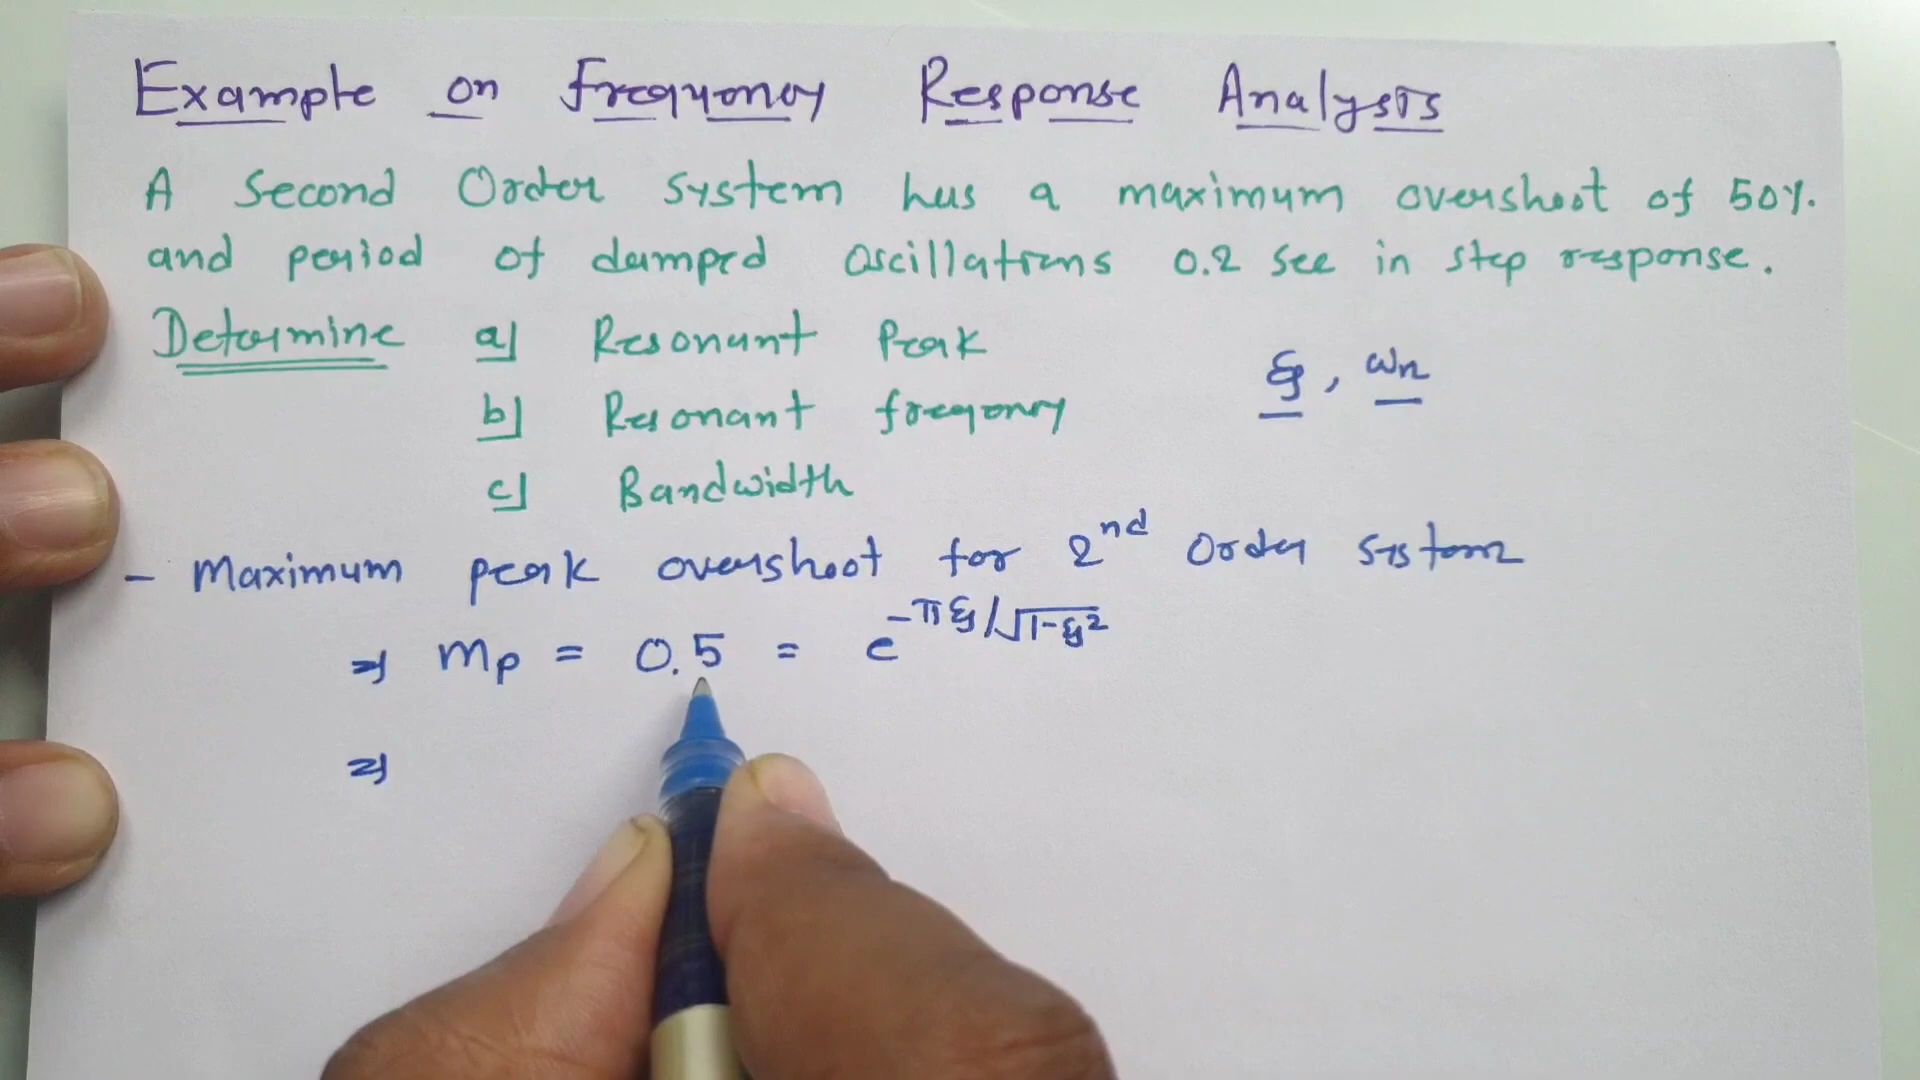 Example on Frequency Response Analysis
A Second Order system has a maximum overshoot of 50%.
and period of damped oscillations 0.2 sec in step response.
Determine a] Resonant Peak
ξ, ωn
b] Resonant frequency
c] Bandwidth
- Maximum peak overshoot for 2nd Order system
⇒ Mp = 0.5 = e^-πξ/√1-ξ²
⇒